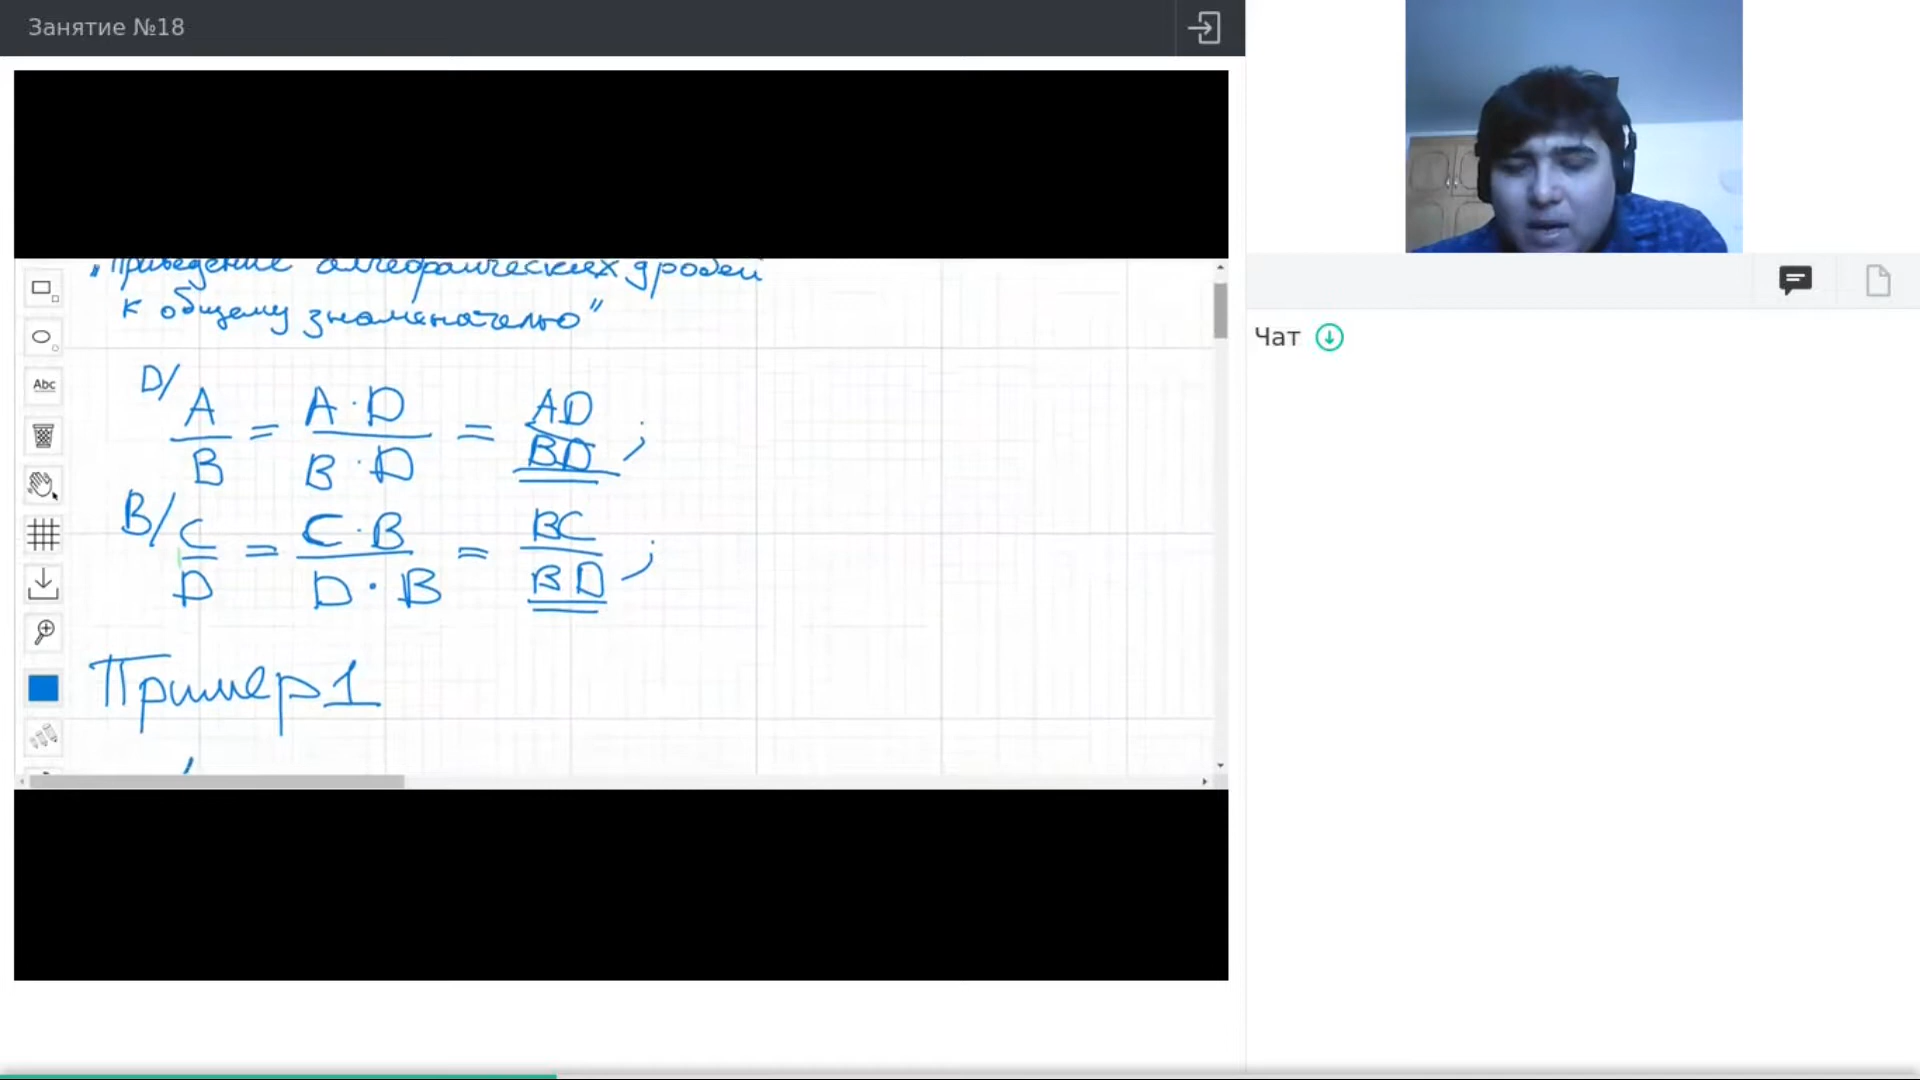 Занятие №18
„Приведение алгебраических дробей
к общему знаменателю”
Abc
D/ A/B = A·D/B·D = AD/BD ;
B/ C/D = C·B/D·B = BC/BD ;
Пример 1
Чат